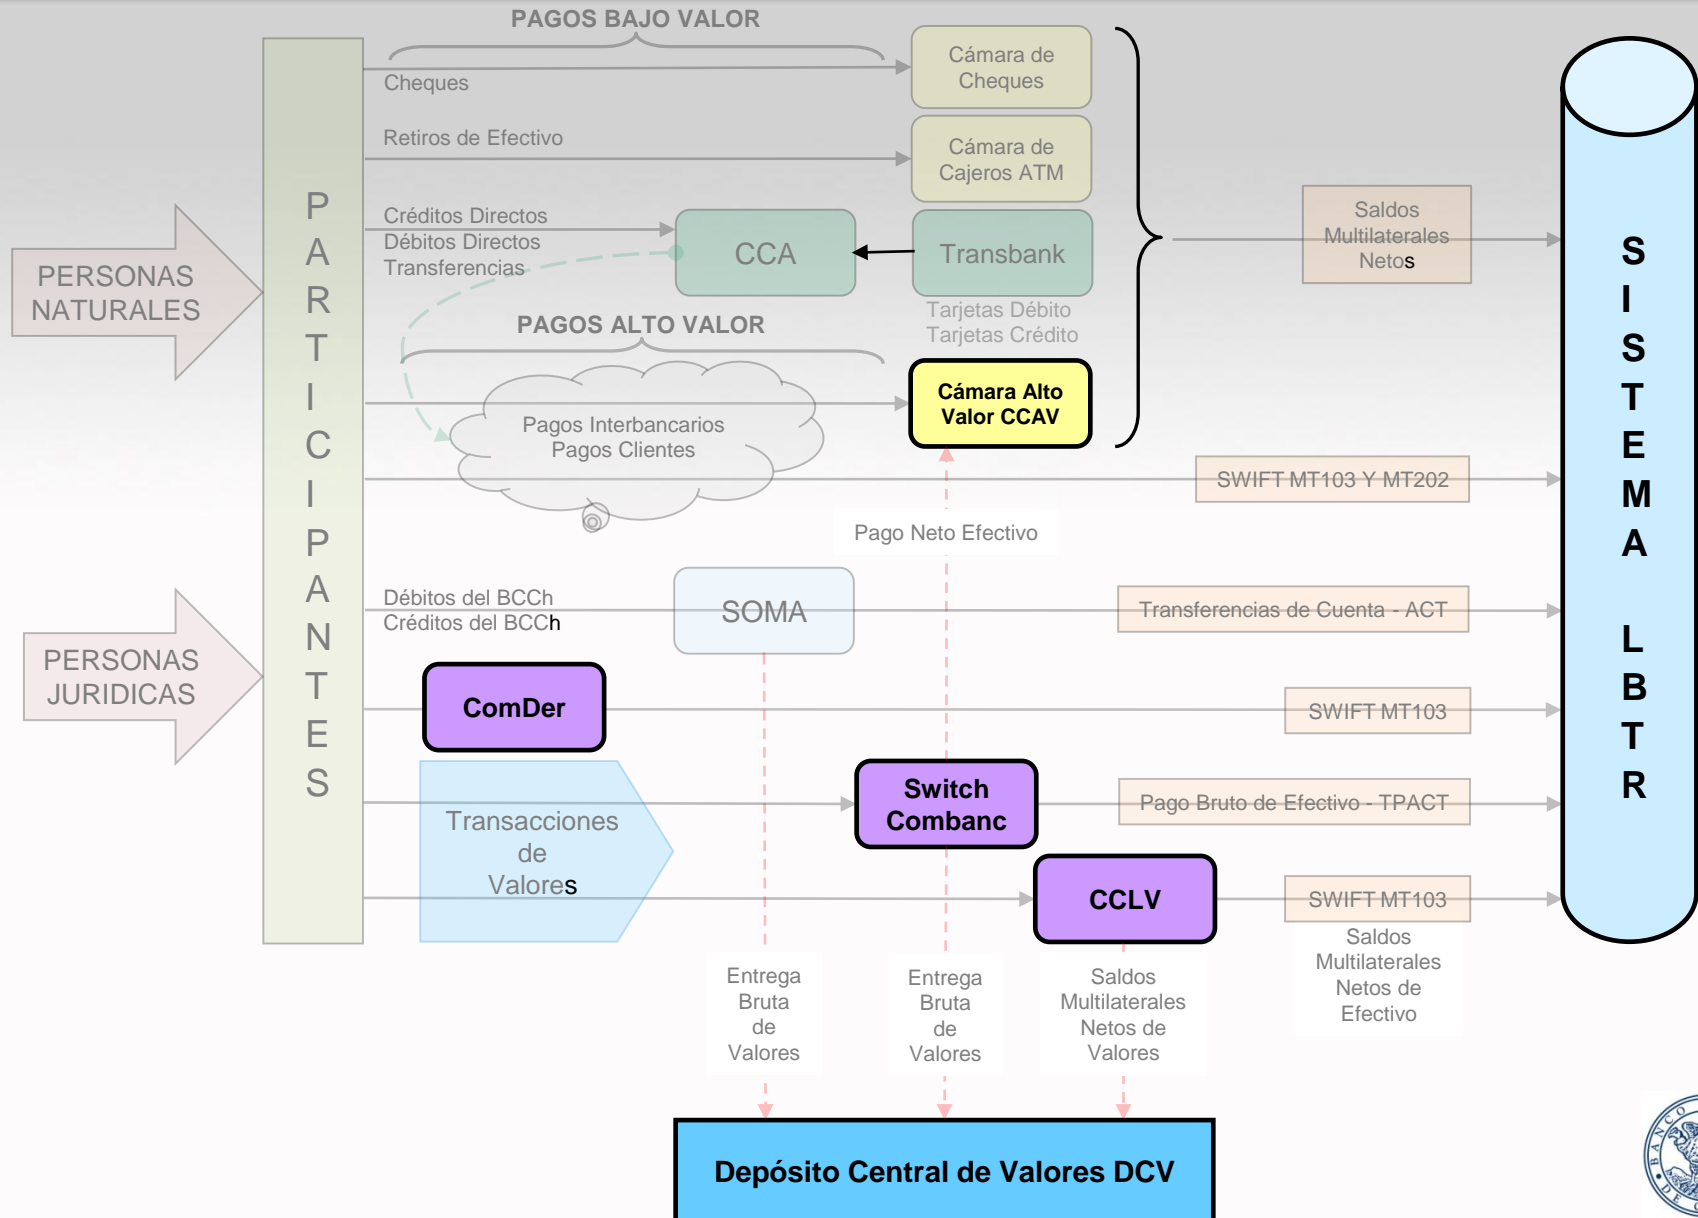 PAGOS BAJO VALOR
Cheques
Cámara de
Cheques
Retiros de Efectivo
Cámara de
Cajeros ATM
Créditos Directos
Débitos Directos
Transferencias
CCA
Transbank
Tarjetas Débito
Tarjetas Crédito
Saldos
Multilaterales
Netos
PERSONAS
NATURALES
PARTICIPANTES
SISTEMA LBTR
PAGOS ALTO VALOR
Cámara Alto
Valor CCAV
Pagos Interbancarios
Pagos Clientes
SWIFT MT103 Y MT202
Pago Neto Efectivo
Débitos del BCCh
Créditos del BCCh
SOMA
Transferencias de Cuenta - ACT
PERSONAS
JURIDICAS
ComDer
SWIFT MT103
Transacciones
de
Valores
Switch
Combanc
Pago Bruto de Efectivo - TPACT
CCLV
SWIFT MT103
Saldos
Multilaterales
Netos de
Efectivo
Entrega
Bruta
de
Valores
Entrega
Bruta
de
Valores
Saldos
Multilaterales
Netos de
Valores
Depósito Central de Valores DCV
BANCO
DE